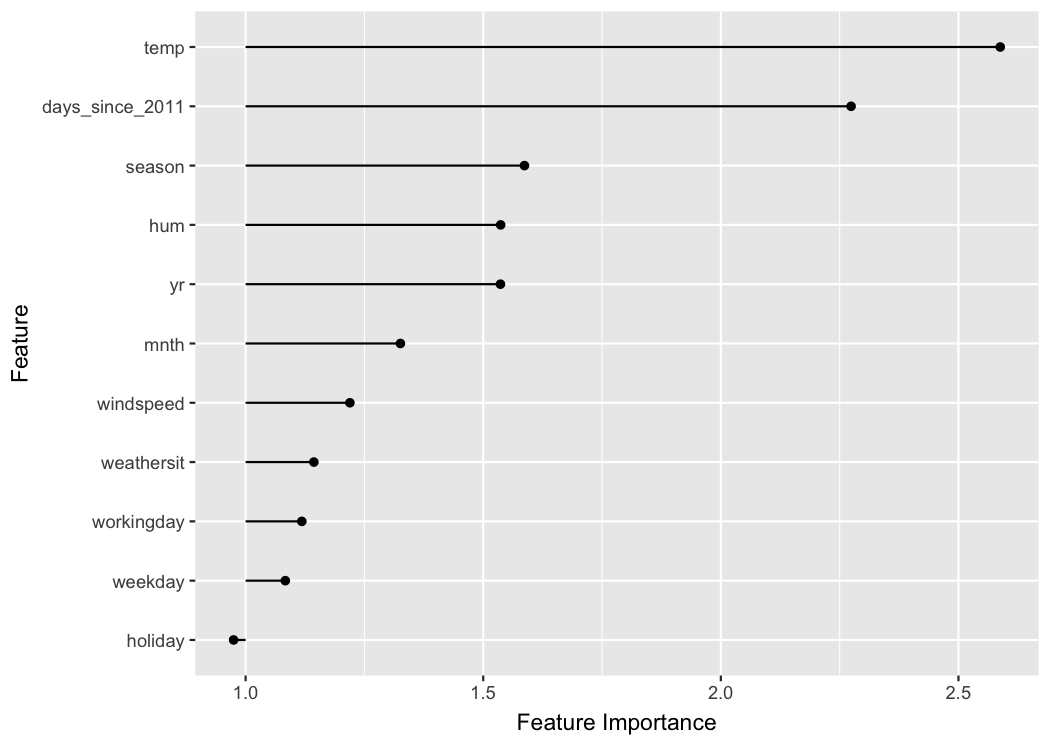 temp
days_since_2011
season
hum
yr
mnth
windspeed
weathersit
workingday
weekday
holiday
Feature
1.0 1.5 2.0 2.5
Feature Importance